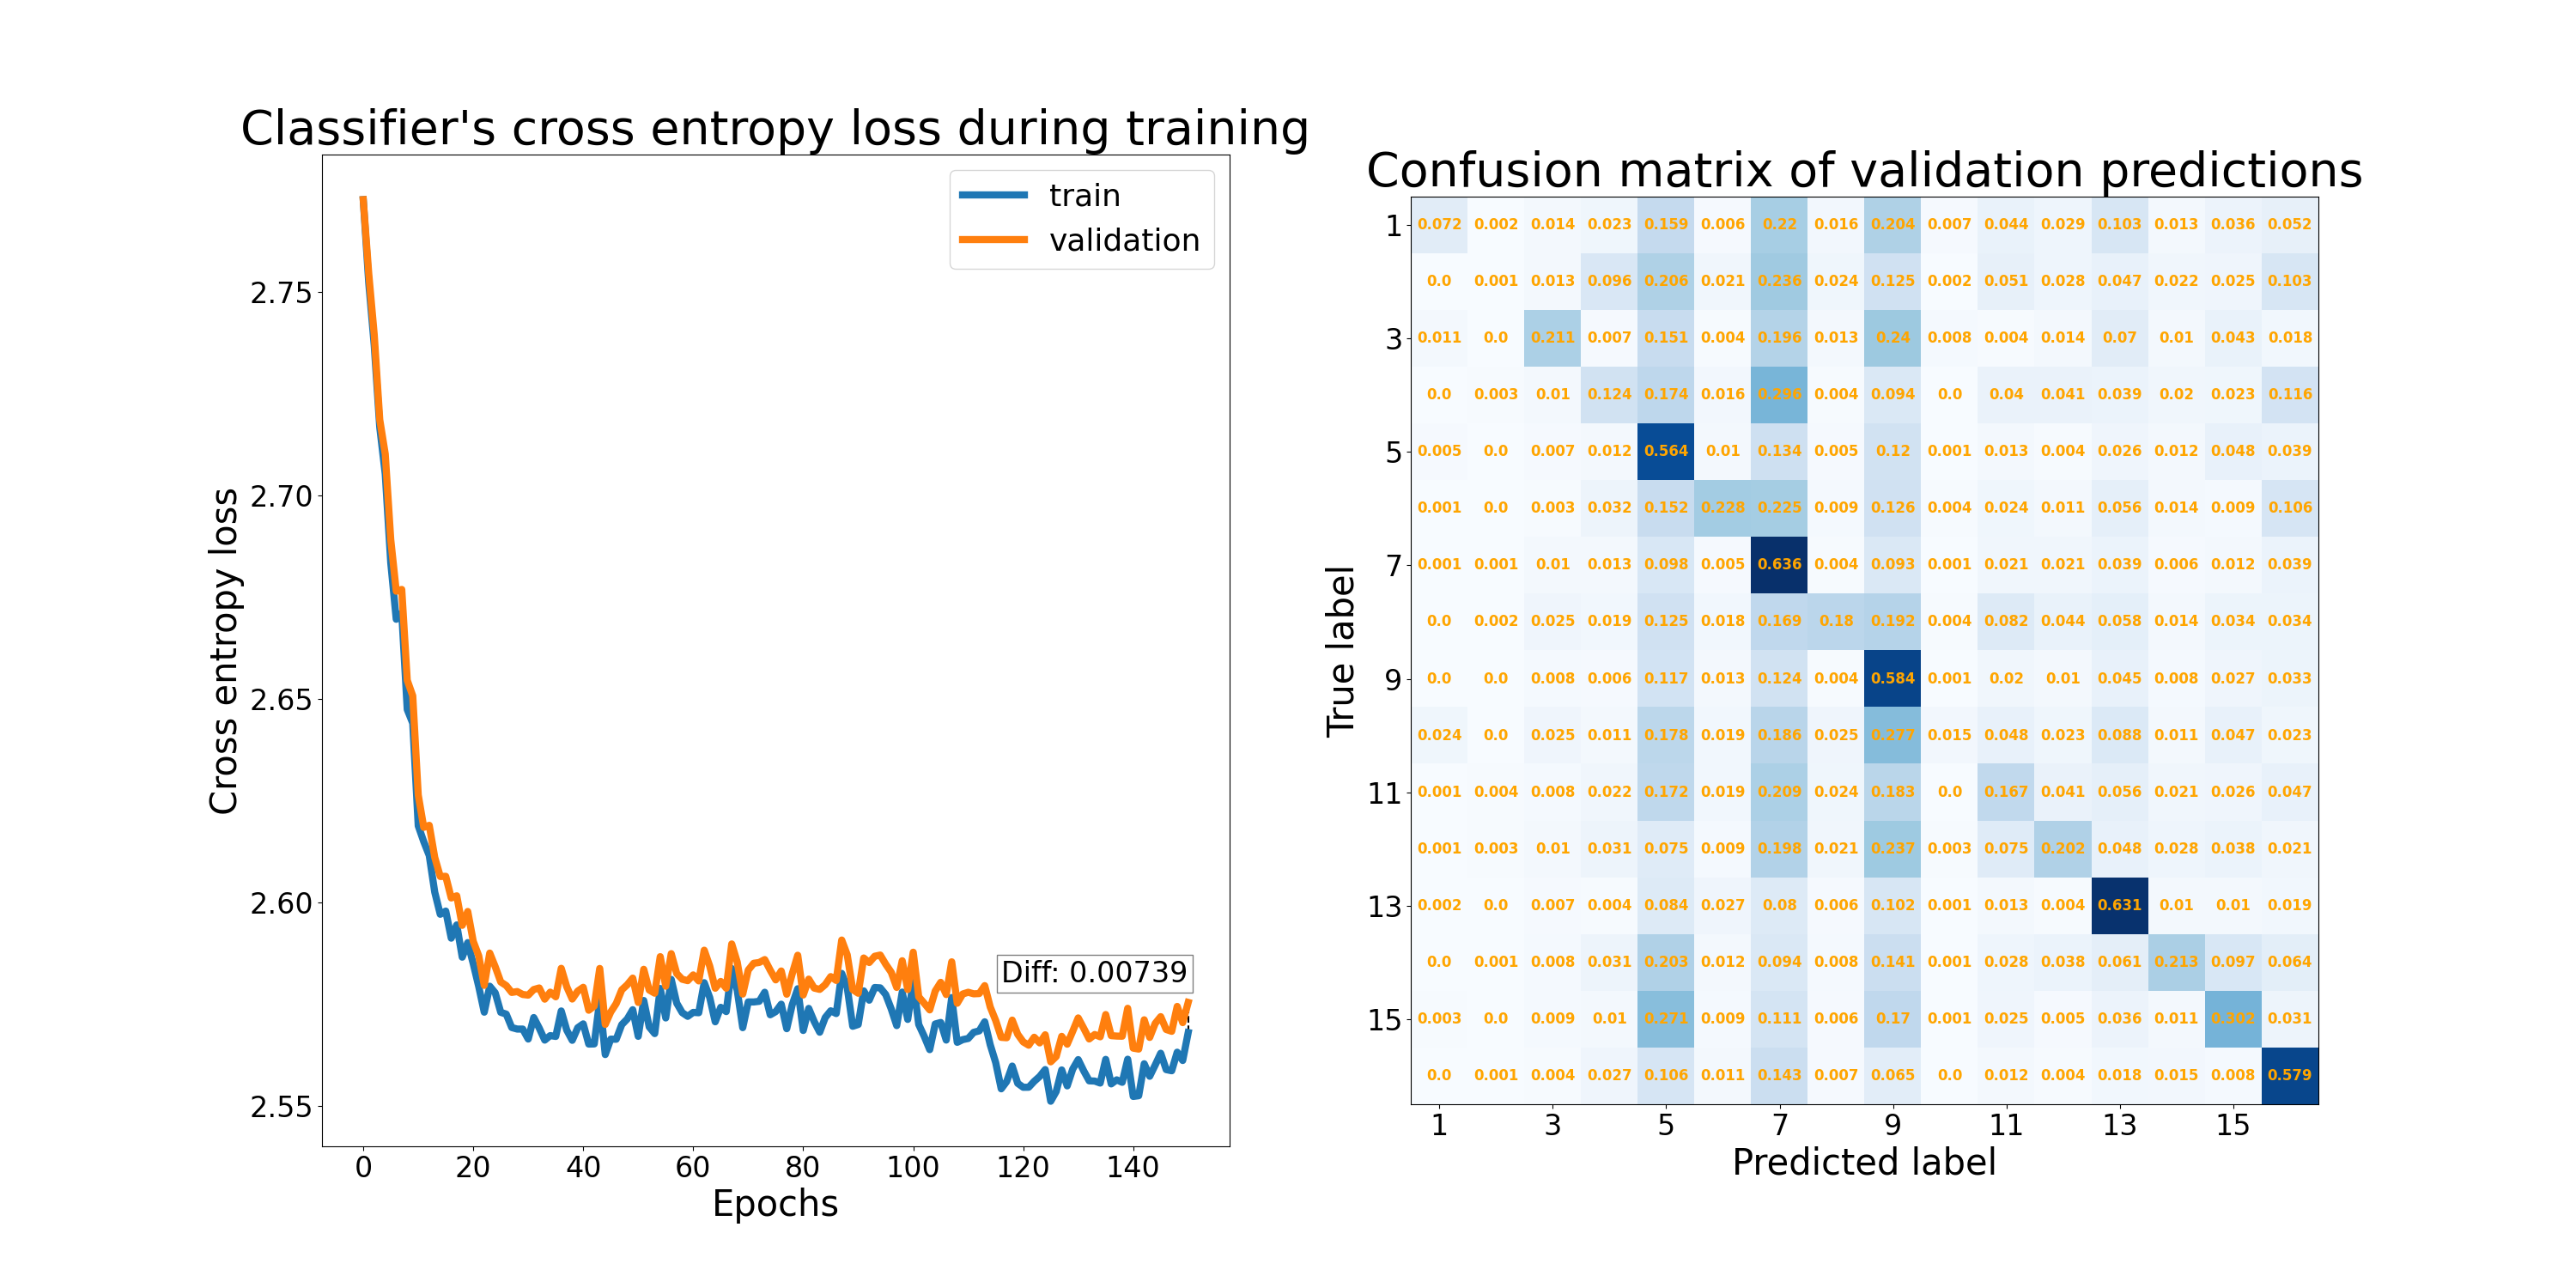 Classifier's cross entropy loss during training
train
validation
2.75
2.70
2.65
2.60
2.55
Cross entropy loss
Diff: 0.00739
0 20 40 60 80 100 120 140
Epochs
Confusion matrix of validation predictions
True label
1 0.072 0.002 0.014 0.023 0.159 0.006 0.22 0.016 0.204 0.007 0.044 0.029 0.103 0.013 0.036 0.052
0.0 0.001 0.013 0.096 0.206 0.021 0.236 0.024 0.125 0.002 0.051 0.028 0.047 0.022 0.025 0.103
3 0.011 0.0 0.211 0.007 0.151 0.004 0.196 0.013 0.24 0.008 0.004 0.014 0.07 0.01 0.043 0.018
0.0 0.003 0.01 0.124 0.174 0.016 0.296 0.004 0.094 0.0 0.04 0.041 0.039 0.02 0.023 0.116
5 0.005 0.0 0.007 0.012 0.564 0.01 0.134 0.005 0.12 0.001 0.013 0.004 0.026 0.012 0.048 0.039
0.001 0.0 0.003 0.032 0.152 0.228 0.225 0.009 0.126 0.004 0.024 0.011 0.056 0.014 0.009 0.106
7 0.001 0.001 0.01 0.013 0.098 0.005 0.636 0.004 0.093 0.001 0.021 0.021 0.039 0.006 0.012 0.039
0.0 0.002 0.025 0.019 0.125 0.018 0.169 0.18 0.192 0.004 0.082 0.044 0.058 0.014 0.034 0.034
9 0.0 0.0 0.008 0.006 0.117 0.013 0.124 0.004 0.584 0.001 0.02 0.01 0.045 0.008 0.027 0.033
0.024 0.0 0.025 0.011 0.178 0.019 0.186 0.025 0.277 0.015 0.048 0.023 0.088 0.011 0.047 0.023
11 0.001 0.004 0.008 0.022 0.172 0.019 0.209 0.024 0.183 0.0 0.167 0.041 0.056 0.021 0.026 0.047
0.001 0.003 0.01 0.031 0.075 0.009 0.198 0.021 0.237 0.003 0.075 0.202 0.048 0.028 0.038 0.021
13 0.002 0.0 0.007 0.004 0.084 0.027 0.08 0.006 0.102 0.001 0.013 0.004 0.631 0.01 0.01 0.019
0.0 0.001 0.008 0.031 0.203 0.012 0.094 0.008 0.141 0.001 0.028 0.038 0.061 0.213 0.097 0.064
15 0.003 0.0 0.009 0.01 0.271 0.009 0.111 0.006 0.17 0.001 0.025 0.005 0.036 0.011 0.302 0.031
0.0 0.001 0.004 0.027 0.106 0.011 0.143 0.007 0.065 0.0 0.012 0.004 0.018 0.015 0.008 0.579
1 3 5 7 9 11 13 15
Predicted label